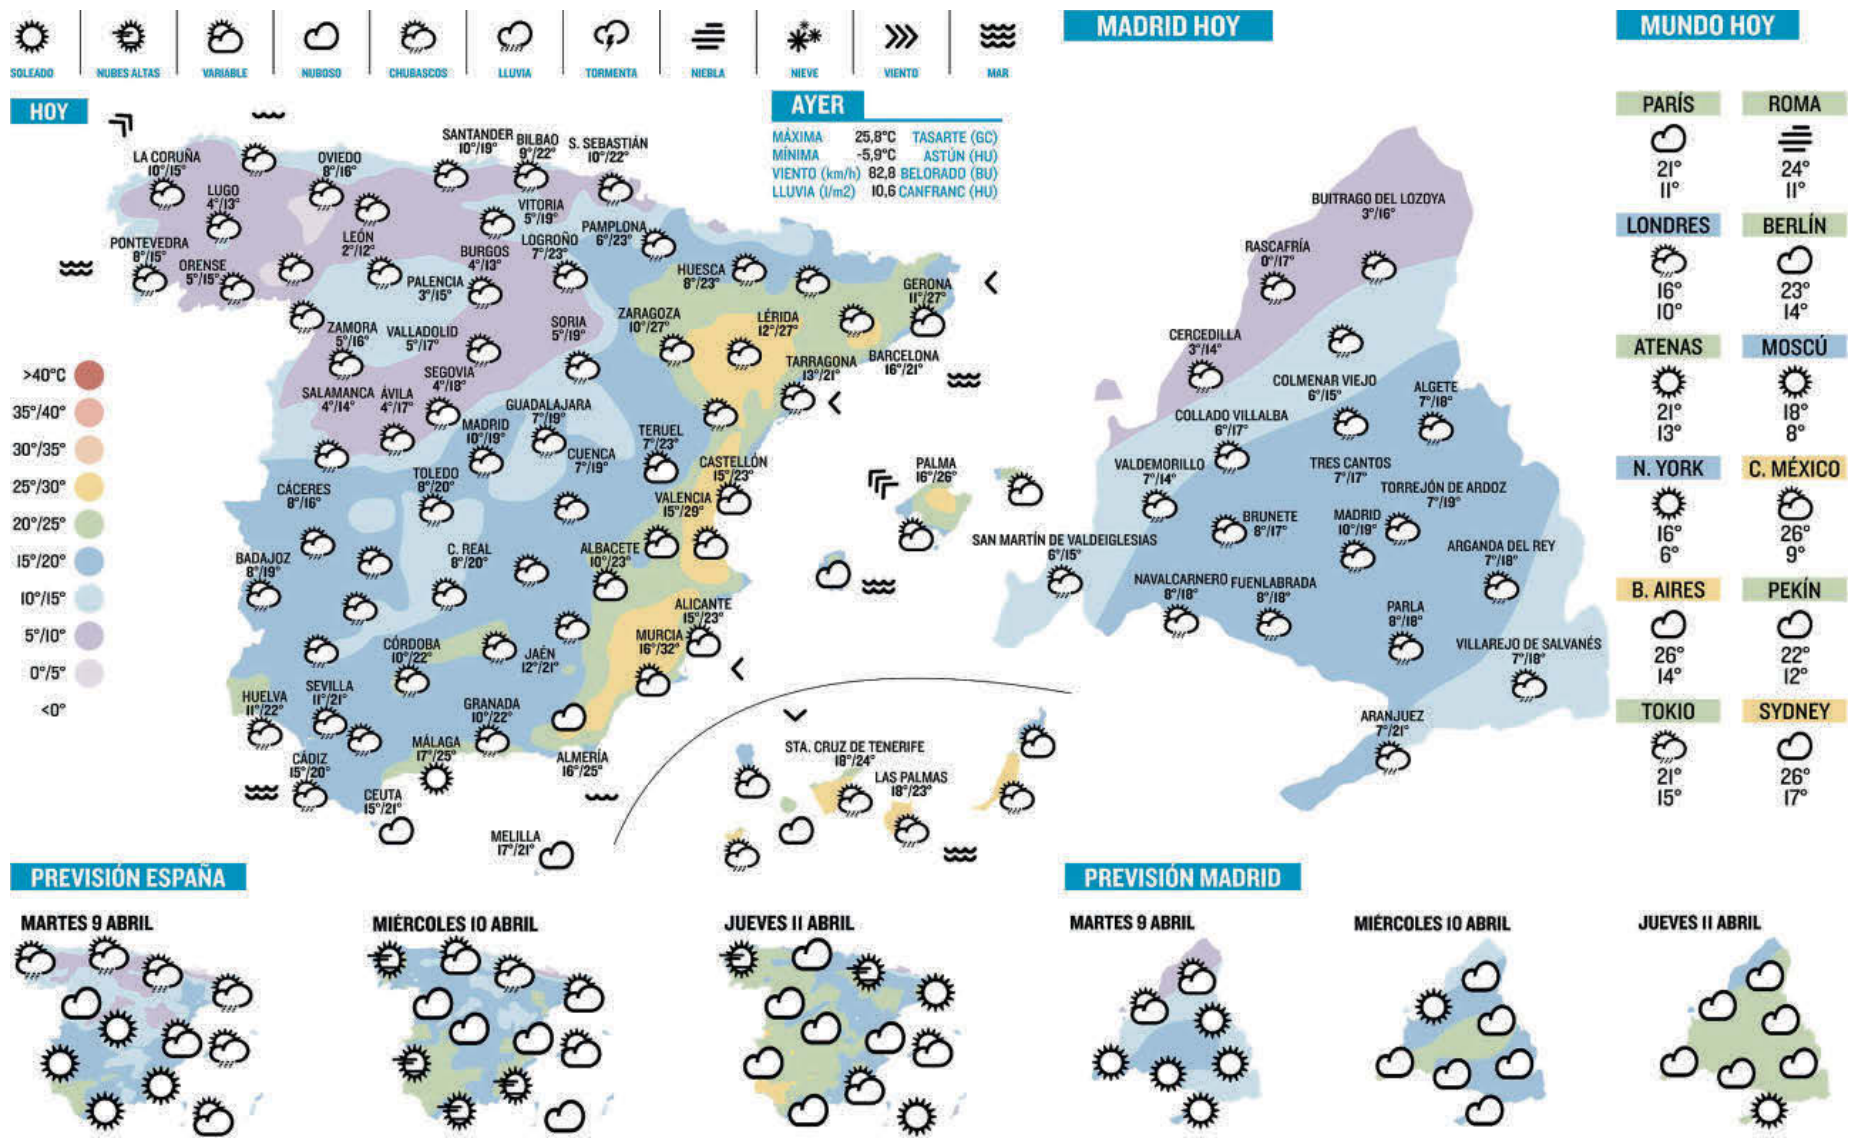 SOLEADO
NUBES ALTAS
VARIABLE
NUBOSO
CHUBASCOS
LLUVIA
TORMENTA
NIEBLA
NIEVE
VIENTO
MAR
HOY
AYER
MÁXIMA 25,8°C TASARTE (GC)
MÍNIMA -5,9°C ASTÚN (HU)
VIENTO (km/h) 82,8 BELORADO (BU)
LLUVIA (l/m2) 10,6 CANFRANC (HU)
LA CORUÑA
10°/15°
LUGO
4°/13°
OVIEDO
8°/16°
SANTANDER
10°/19°
BILBAO
9°/22°
S. SEBASTIÁN
10°/22°
PONTEVEDRA
8°/15°
ORENSE
5°/15°
LEÓN
2°/12°
VITORIA
5°/19°
PAMPLONA
6°/23°
LOGROÑO
7°/23°
BURGOS
4°/13°
PALENCIA
3°/15°
HUESCA
8°/23°
GERONA
11°/27°
ZAMORA
5°/16°
VALLADOLID
5°/17°
SORIA
5°/19°
ZARAGOZA
10°/27°
LÉRIDA
12°/27°
TARRAGONA
13°/21°
BARCELONA
16°/21°
SEGOVIA
4°/18°
SALAMANCA
4°/14°
ÁVILA
4°/17°
MADRID
10°/19°
GUADALAJARA
7°/19°
CUENCA
7°/19°
TERUEL
7°/23°
CASTELLÓN
15°/23°
VALENCIA
15°/29°
PALMA
16°/26°
CÁCERES
8°/16°
TOLEDO
8°/20°
BADAJOZ
8°/19°
C. REAL
8°/20°
ALBACETE
10°/23°
ALICANTE
15°/23°
MURCIA
16°/32°
CÓRDOBA
10°/22°
JAÉN
12°/21°
HUELVA
11°/22°
SEVILLA
11°/21°
GRANADA
10°/22°
MÁLAGA
17°/25°
ALMERÍA
16°/25°
CÁDIZ
15°/20°
CEUTA
15°/21°
MELILLA
17°/21°
STA. CRUZ DE TENERIFE
18°/24°
LAS PALMAS
18°/23°
>40°C
35°/40°
30°/35°
25°/30°
20°/25°
15°/20°
10°/15°
5°/10°
0°/5°
<0°
MADRID HOY
BUITRAGO DEL LOZOYA
3°/16°
RASCAFRÍA
0°/17°
CERCEDILLA
3°/14°
COLMENAR VIEJO
6°/15°
ALGETE
7°/18°
COLLADO VILLALBA
6°/17°
VALDEMORILLO
7°/14°
TRES CANTOS
7°/17°
TORREJÓN DE ARDOZ
7°/19°
BRUNETE
8°/17°
MADRID
10°/19°
SAN MARTÍN DE VALDEIGLESIAS
6°/15°
ARGANDA DEL REY
7°/18°
NAVALCARNERO
8°/18°
FUENLABRADA
8°/18°
PARLA
8°/18°
VILLAREJO DE SALVANÉS
7°/18°
ARANJUEZ
7°/21°
MUNDO HOY
PARÍS
21°
11°
ROMA
24°
11°
LONDRES
16°
10°
BERLÍN
23°
14°
ATENAS
21°
13°
MOSCÚ
18°
8°
N. YORK
16°
6°
C. MÉXICO
26°
9°
B. AIRES
26°
14°
PEKÍN
22°
12°
TOKIO
21°
15°
SYDNEY
26°
17°
PREVISIÓN ESPAÑA
MARTES 9 ABRIL
MIÉRCOLES 10 ABRIL
JUEVES 11 ABRIL
PREVISIÓN MADRID
MARTES 9 ABRIL
MIÉRCOLES 10 ABRIL
JUEVES 11 ABRIL